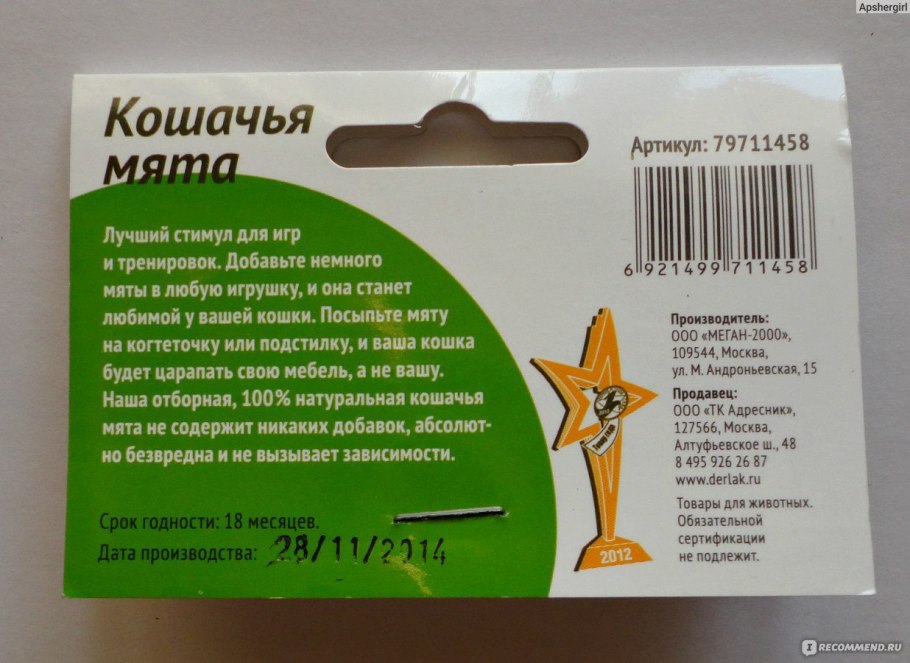 Apshergirl
Кошачья
мята
Лучший стимул для игр
и тренировок. Добавьте немного
мяты в любую игрушку, и она станет
любимой у вашей кошки. Посыпьте мяту
на когтеточку или подстилку, и ваша кошка
будет царапать свою мебель, а не вашу.
Наша отборная, 100% натуральная кошачья
мята не содержит никаких добавок, абсолют-
но безвредна и не вызывает зависимости.
Срок годности: 18 месяцев.
Дата производства: 28/11/2014
Артикул: 79711458
6 921499 711458
Производитель:
ООО «МЕГАН-2000»,
109544, Москва,
ул. М. Андроньевская, 15
Продавец:
ООО «ТК Адресник»,
127566, Москва,
Алтуфьевское ш., 48
8 495 926 26 87
www.derlak.ru
Товары для животных.
Обязательной
сертификации
не подлежит.
2012
I RECOMMEND.RU